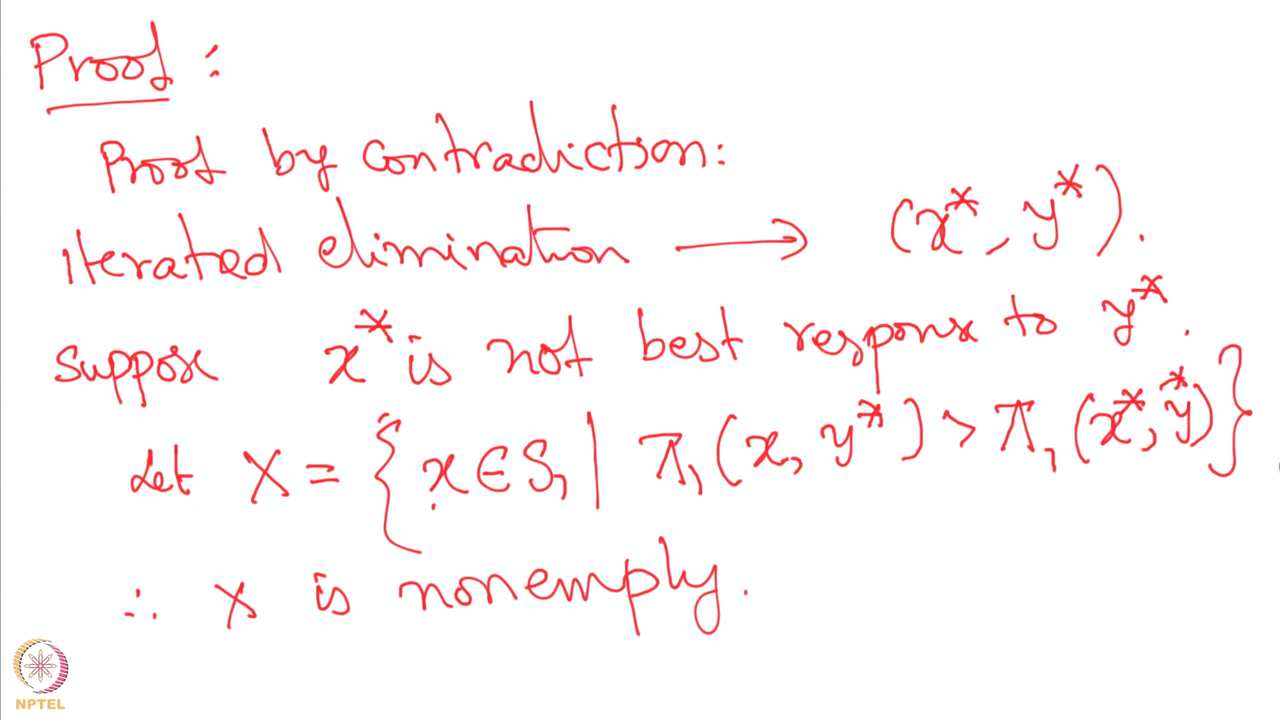 Proof :
Proof by contradiction:
iterated elimination ⟶ (x*, y*).
Suppose x* is not best response to y*.
Let X = { x ∈ S₁ | π₁(x, y*) > π₁(x*, y*) }
∴ X is nonempty.
NPTEL